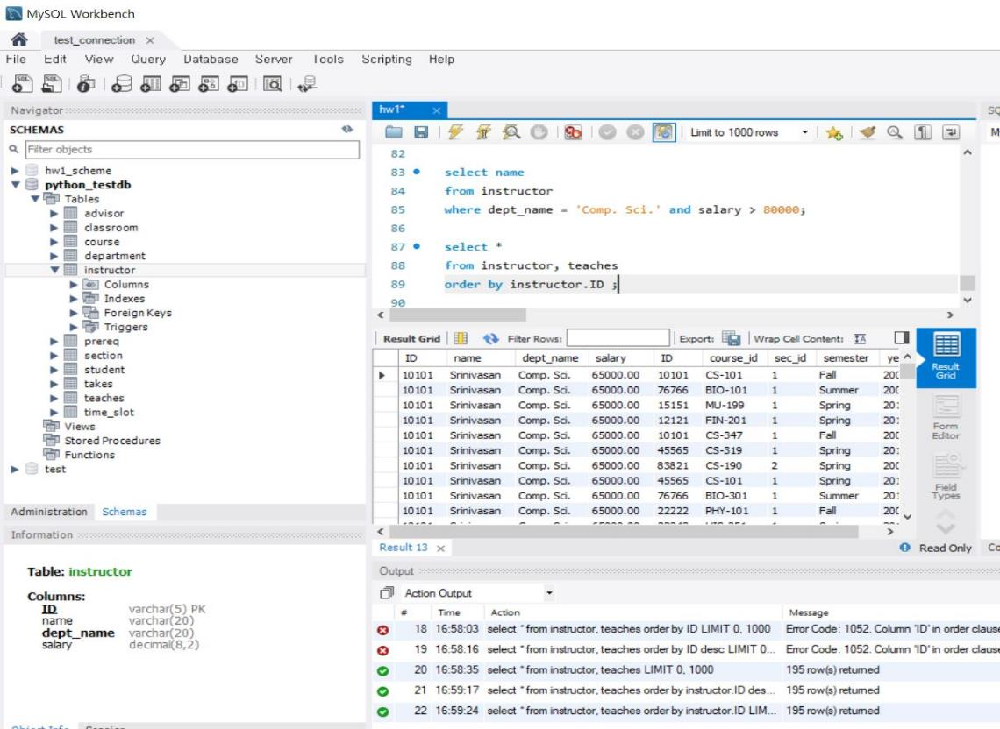 MySQL Workbench
test_connection
File Edit View Query Database Server Tools Scripting Help
Navigator
SCHEMAS
Filter objects
hw1_scheme
python_testdb
Tables
advisor
classroom
course
department
instructor
Columns
Indexes
Foreign Keys
Triggers
prereq
section
student
takes
teaches
time_slot
Views
Stored Procedures
Functions
test
Administration Schemas
Information
Table: instructor
Columns:
ID varchar(5) PK
name varchar(20)
dept_name varchar(20)
salary decimal(8,2)
hw1*
Limit to 1000 rows
82
83 select name
84 from instructor
85 where dept_name = 'Comp. Sci.' and salary > 80000;
86
87 select *
88 from instructor, teaches
89 order by instructor.ID ;
90
Result Grid Filter Rows: Export: Wrap Cell Content:
ID name dept_name salary ID course_id sec_id semester ye
10101 Srinivasan Comp. Sci. 65000.00 10101 CS-101 1 Fall 200
10101 Srinivasan Comp. Sci. 65000.00 76766 BIO-101 1 Summer 200
10101 Srinivasan Comp. Sci. 65000.00 15151 MU-199 1 Spring 201
10101 Srinivasan Comp. Sci. 65000.00 12121 FIN-201 1 Spring 201
10101 Srinivasan Comp. Sci. 65000.00 10101 CS-347 1 Fall 200
10101 Srinivasan Comp. Sci. 65000.00 45565 CS-319 1 Spring 201
10101 Srinivasan Comp. Sci. 65000.00 83821 CS-190 2 Spring 200
10101 Srinivasan Comp. Sci. 65000.00 45565 CS-101 1 Spring 201
10101 Srinivasan Comp. Sci. 65000.00 76766 BIO-301 1 Summer 201
10101 Srinivasan Comp. Sci. 65000.00 22222 PHY-101 1 Fall 200
Result Grid
Form Editor
Field Types
Result 13
Read Only
Output
Action Output
# Time Action Message
18 16:58:03 select * from instructor, teaches order by ID LIMIT 0, 1000 Error Code: 1052. Column 'ID' in order clause
19 16:58:16 select * from instructor, teaches order by ID desc LIMIT 0... Error Code: 1052. Column 'ID' in order clause
20 16:58:35 select * from instructor, teaches LIMIT 0, 1000 195 row(s) returned
21 16:59:17 select * from instructor, teaches order by instructor.ID des... 195 row(s) returned
22 16:59:24 select * from instructor, teaches order by instructor.ID LIM... 195 row(s) returned